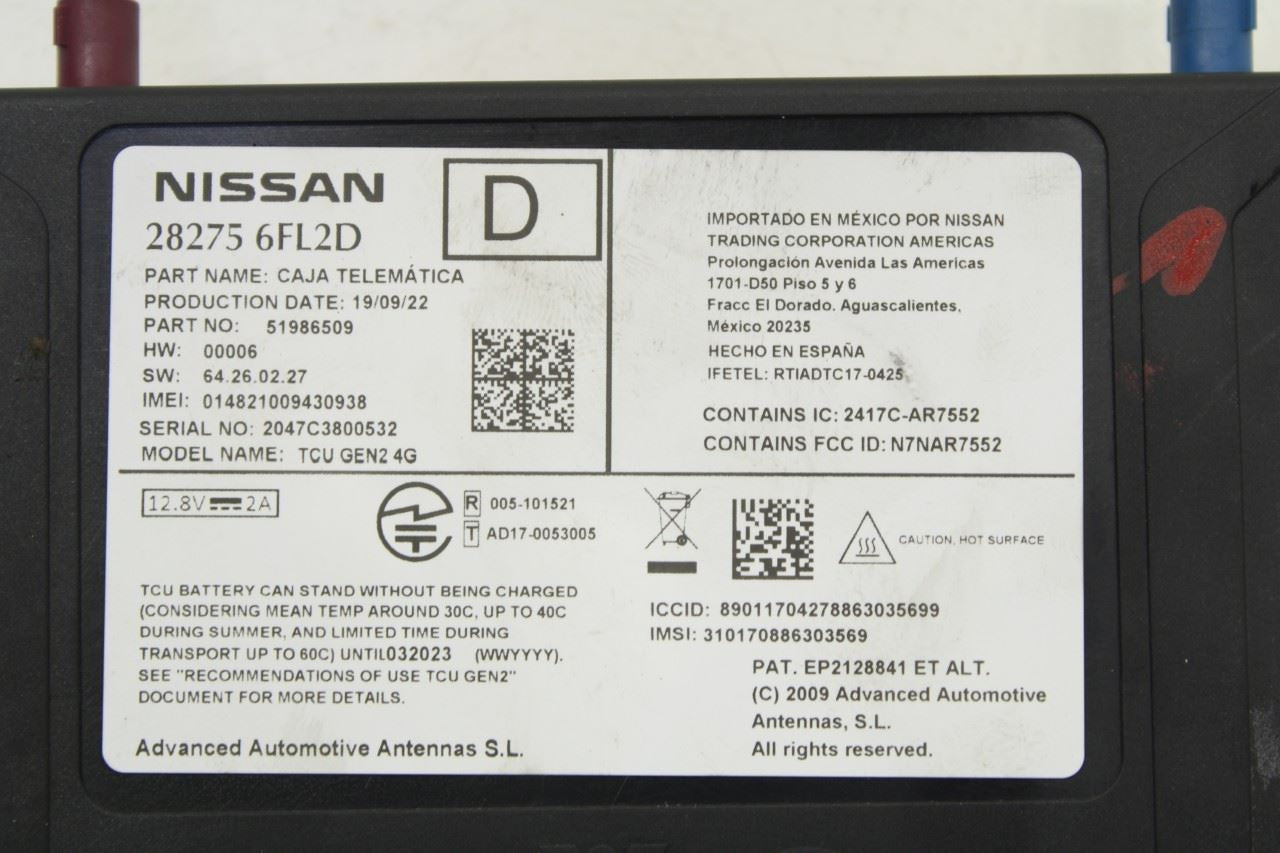 NISSAN
28275 6FL2D
D
PART NAME: CAJA TELEMÁTICA
PRODUCTION DATE: 19/09/22
PART NO: 51986509
HW: 00006
SW: 64.26.02.27
IMEI: 014821009430938
SERIAL NO: 2047C3800532
MODEL NAME: TCU GEN2 4G
IMPORTADO EN MÉXICO POR NISSAN
TRADING CORPORATION AMERICAS
Prolongación Avenida Las Americas
1701-D50 Piso 5 y 6
Fracc El Dorado. Aguascalientes,
México 20235
HECHO EN ESPAÑA
IFETEL: RTIADTC17-0425
CONTAINS IC: 2417C-AR7552
CONTAINS FCC ID: N7NAR7552
12.8V 2A
R 005-101521
T AD17-0053005
CAUTION, HOT SURFACE
TCU BATTERY CAN STAND WITHOUT BEING CHARGED
(CONSIDERING MEAN TEMP AROUND 30C, UP TO 40C
DURING SUMMER, AND LIMITED TIME DURING
TRANSPORT UP TO 60C) UNTIL032023 (WWYYYY).
SEE "RECOMMENDATIONS OF USE TCU GEN2"
DOCUMENT FOR MORE DETAILS.
Advanced Automotive Antennas S.L.
ICCID: 89011704278863035699
IMSI: 310170886303569
PAT. EP2128841 ET ALT.
(C) 2009 Advanced Automotive
Antennas, S.L.
All rights reserved.